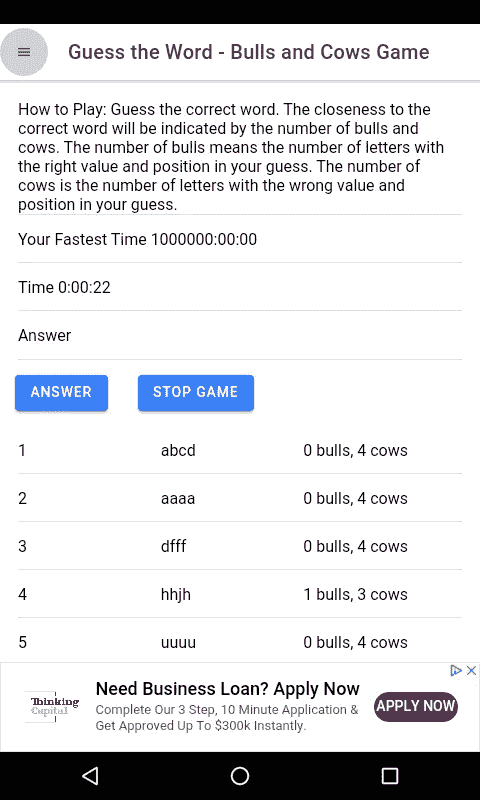 Guess the Word - Bulls and Cows Game
How to Play: Guess the correct word. The closeness to the
correct word will be indicated by the number of bulls and
cows. The number of bulls means the number of letters with
the right value and position in your guess. The number of
cows is the number of letters with the wrong value and
position in your guess.
Your Fastest Time 1000000:00:00
Time 0:00:22
Answer
ANSWER STOP GAME
1 abcd 0 bulls, 4 cows
2 aaaa 0 bulls, 4 cows
3 dfff 0 bulls, 4 cows
4 hhjh 1 bulls, 3 cows
5 uuuu 0 bulls, 4 cows
Thinking
Capital
Need Business Loan? Apply Now
Complete Our 3 Step, 10 Minute Application &
Get Approved Up To $300k Instantly.
APPLY NOW